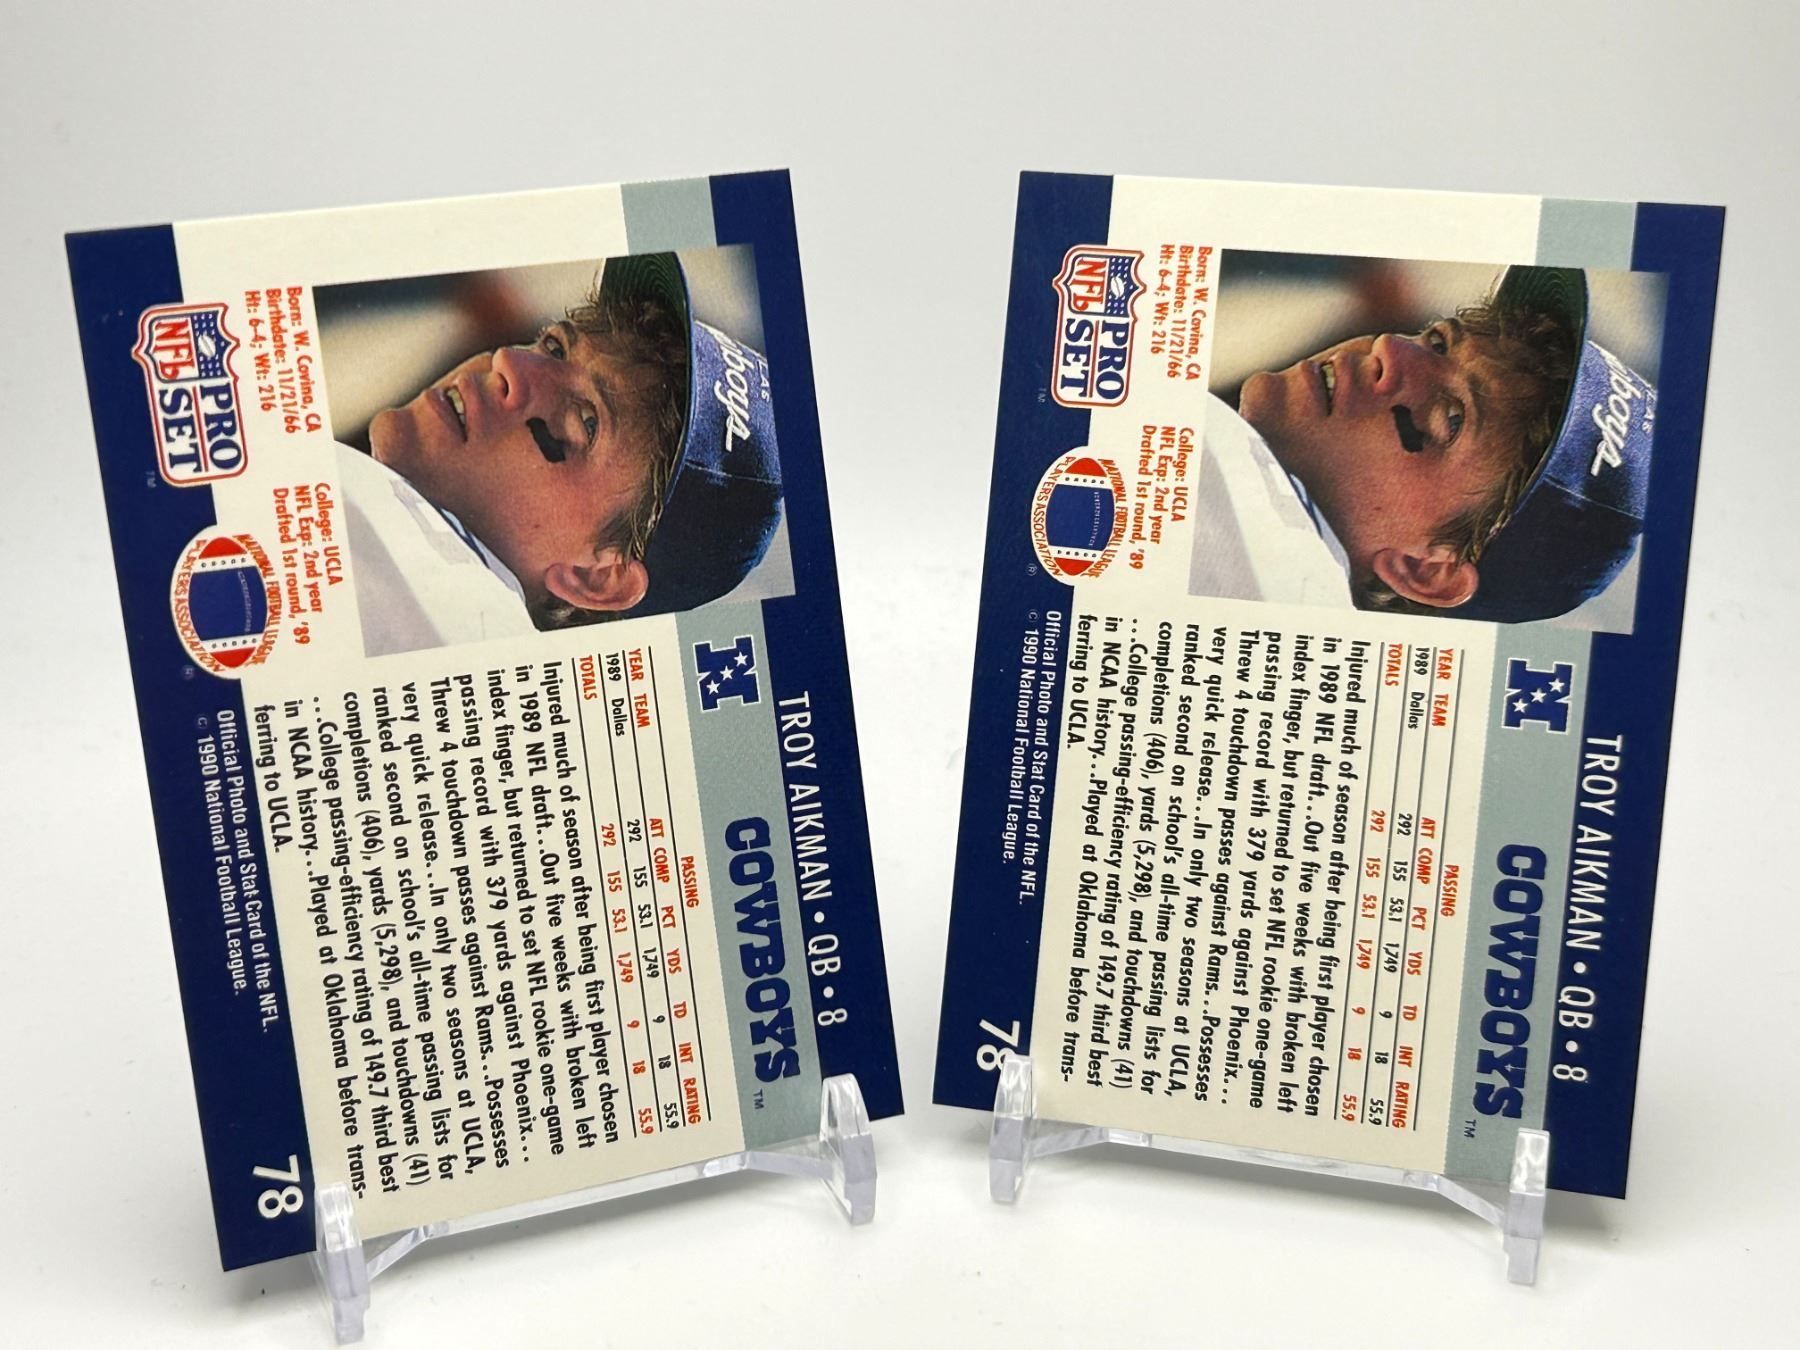 TROY AIKMAN • QB • 8
COWBOYS™
PASSING
YEAR TEAM ATT COMP PCT YDS TD INT RATING
1989 Dallas 292 155 53.1 1,749 9 18 55.9
TOTALS 292 155 53.1 1,749 9 18 55.9
Injured much of season after being first player chosen
in 1989 NFL draft...Out five weeks with broken left
index finger, but returned to set NFL rookie one-game
passing record with 379 yards against Phoenix...
Threw 4 touchdown passes against Rams...Possesses
very quick release...In only two seasons at UCLA,
ranked second on school's all-time passing lists for
completions (406), yards (5,298), and touchdowns (41)
...College passing-efficiency rating of 149.7 third best
in NCAA history...Played at Oklahoma before trans-
ferring to UCLA.
Official Photo and Stat Card of the NFL.
© 1990 National Football League.
78
LAS
wboys
Born: W. Covina, CA
Birthdate: 11/21/66
Ht: 6-4; Wt: 216
College: UCLA
NFL Exp: 2nd year
Drafted 1st round, '89
PRO
SET
NFL
TM
NATIONAL FOOTBALL LEAGUE
PLAYERS ASSOCIATION
®
TROY AIKMAN • QB • 8
COWBOYS™
PASSING
YEAR TEAM ATT COMP PCT YDS TD INT RATING
1989 Dallas 292 155 53.1 1,749 9 18 55.9
TOTALS 292 155 53.1 1,749 9 18 55.9
Injured much of season after being first player chosen
in 1989 NFL draft...Out five weeks with broken left
index finger, but returned to set NFL rookie one-game
passing record with 379 yards against Phoenix...
Threw 4 touchdown passes against Rams...Possesses
very quick release...In only two seasons at UCLA,
ranked second on school's all-time passing lists for
completions (406), yards (5,298), and touchdowns (41)
...College passing-efficiency rating of 149.7 third best
in NCAA history...Played at Oklahoma before trans-
ferring to UCLA.
Official Photo and Stat Card of the NFL.
© 1990 National Football League.
78
LAS
wboys
Born: W. Covina, CA
Birthdate: 11/21/66
Ht: 6-4; Wt: 216
College: UCLA
NFL Exp: 2nd year
Drafted 1st round, '89
PRO
SET
NFL
TM
NATIONAL FOOTBALL LEAGUE
PLAYERS ASSOCIATION
®